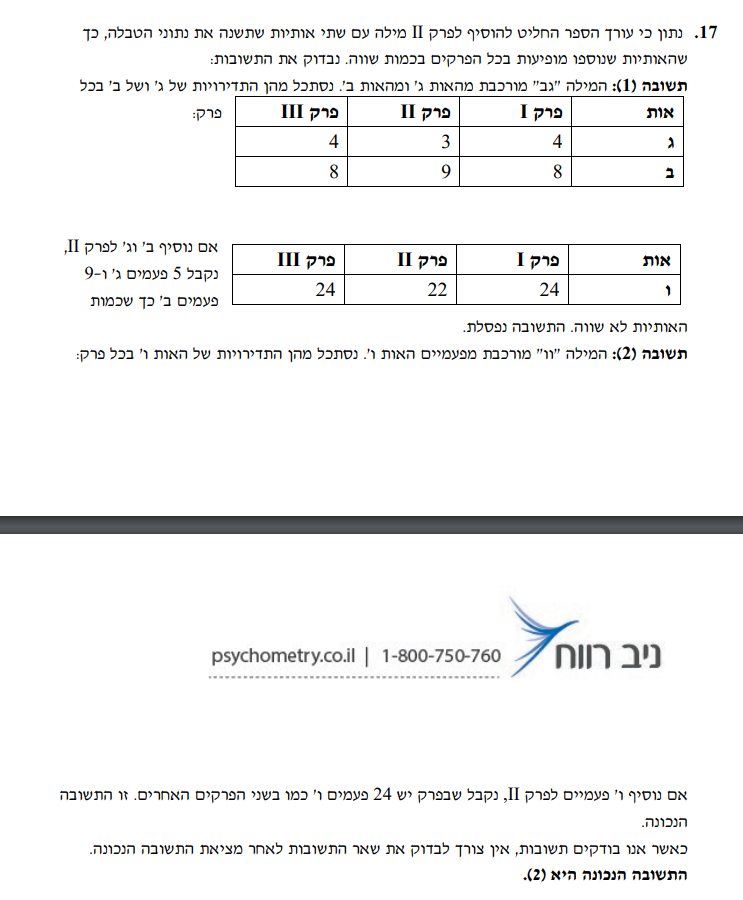 17. נתון כי עורך הספר החליט להוסיף לפרק II מילה עם שתי אותיות שתשנה את נתוני הטבלה, כך
שהאותיות שנוספו מופיעות בכל הפרקים בכמות שווה. נבדוק את התשובות:
תשובה (1): המילה "גב" מורכבת מהאות ג' ומהאות ב'. נסתכל מהן התדירויות של ג' ושל ב' בכל
פרק:
אות פרק I פרק II פרק III
ג 4 3 4
ב 8 9 8
אם נוסיף ב' וג' לפרק II,
נקבל 5 פעמים ג' ו-9
פעמים ב' כך שכמות
האותיות לא שווה. התשובה נפסלת.
תשובה (2): המילה "וו" מורכבת מפעמיים האות ו'. נסתכל מהן התדירויות של האות ו' בכל פרק:
אות פרק I פרק II פרק III
ו 24 22 24
ניב רווח
psychometry.co.il | 1-800-750-760
אם נוסיף ו' פעמיים לפרק II, נקבל שבפרק יש 24 פעמים ו' כמו בשני הפרקים האחרים. זו התשובה
הנכונה.
כאשר אנו בודקים תשובות, אין צורך לבדוק את שאר התשובות לאחר מציאת התשובה הנכונה.
התשובה הנכונה היא (2).